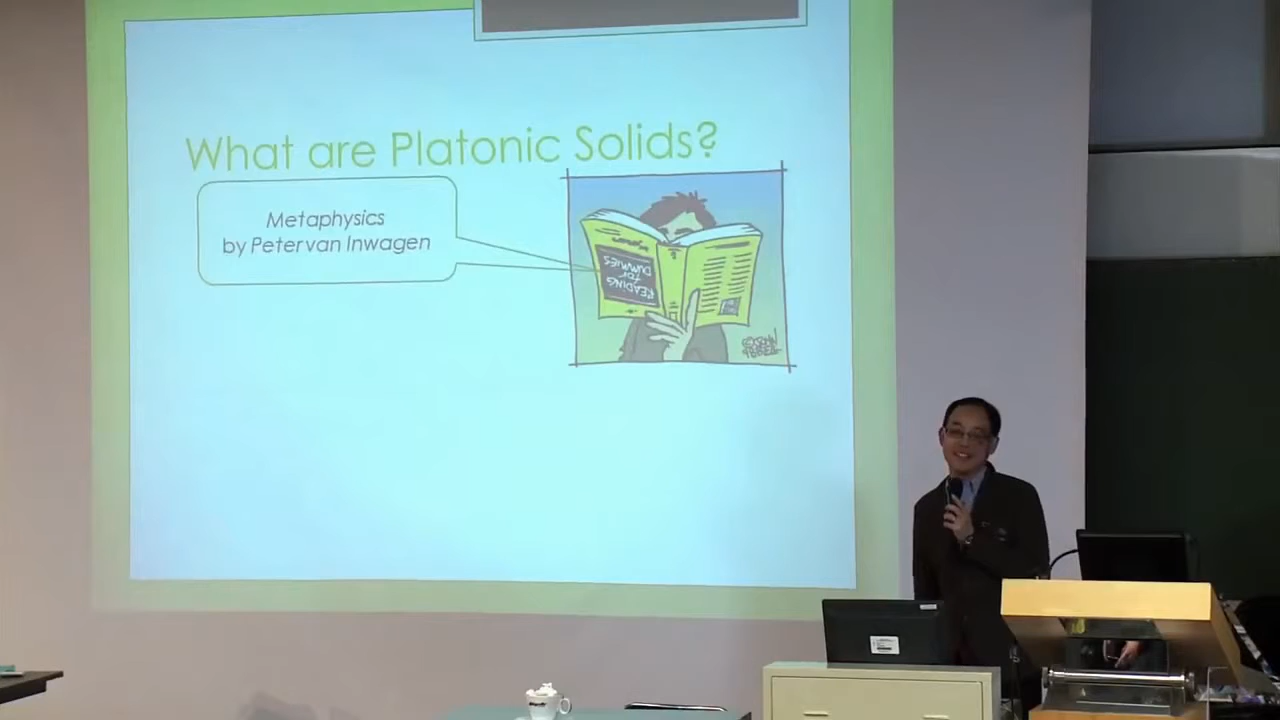 What are Platonic Solids?
Metaphysics
by Peter van Inwagen
READING
for
DUMMIES